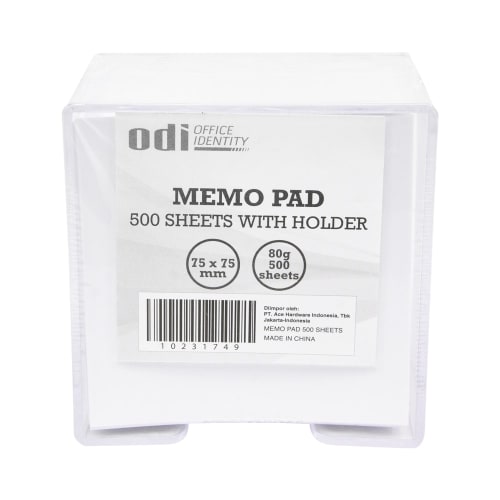 odi OFFICE IDENTITY
MEMO PAD
500 SHEETS WITH HOLDER
75 x 75
mm
80g
500
sheets
Diimpor oleh:
PT. Ace Hardware Indonesia, Tbk
Jakarta-Indonesia
MEMO PAD 500 SHEETS
MADE IN CHINA
10231749